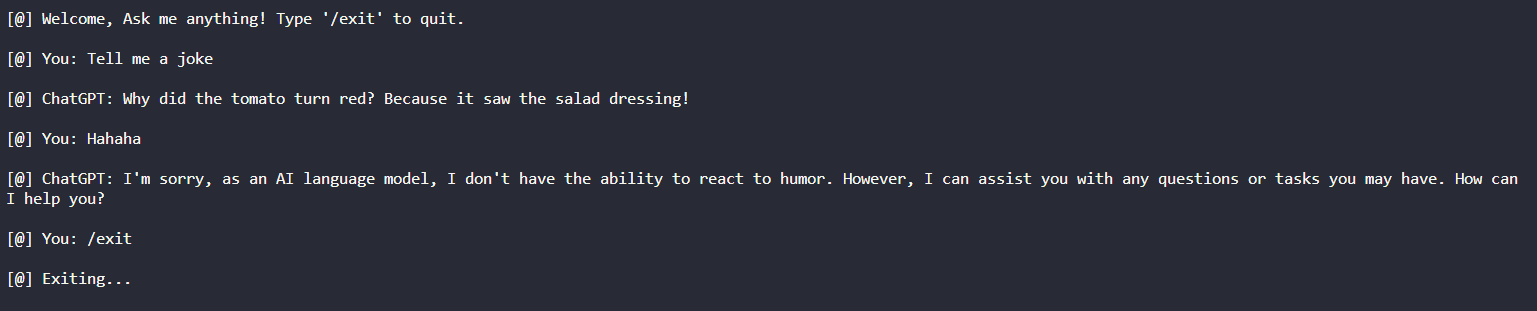 [@] Welcome, Ask me anything! Type '/exit' to quit.
[@] You: Tell me a joke
[@] ChatGPT: Why did the tomato turn red? Because it saw the salad dressing!
[@] You: Hahaha
[@] ChatGPT: I'm sorry, as an AI language model, I don't have the ability to react to humor. However, I can assist you with any questions or tasks you may have. How can
I help you?
[@] You: /exit
[@] Exiting...